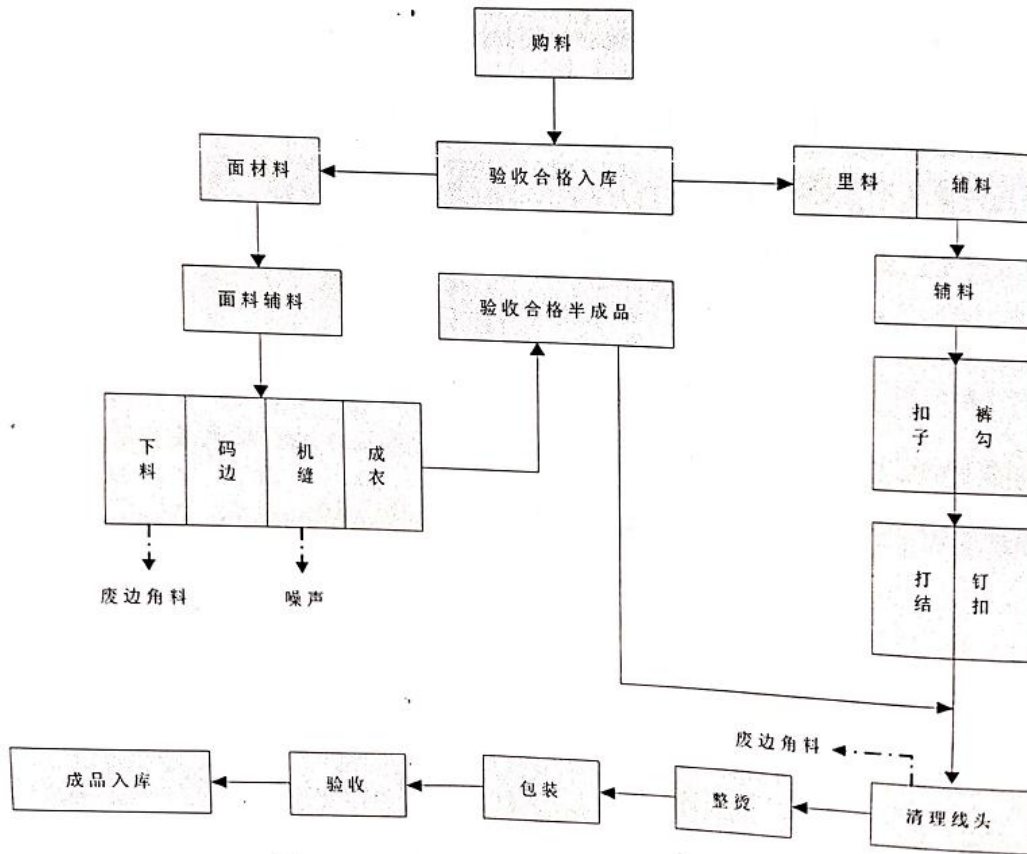 购料
面材料
验收合格入库
里料 辅料
面料辅料
验收合格半成品
辅料
下料 码边 机缝 成衣
扣子 裤勾
废边角料 噪声
打结 钉扣
废边角料
成品入库 验收 包装 整烫 清理线头